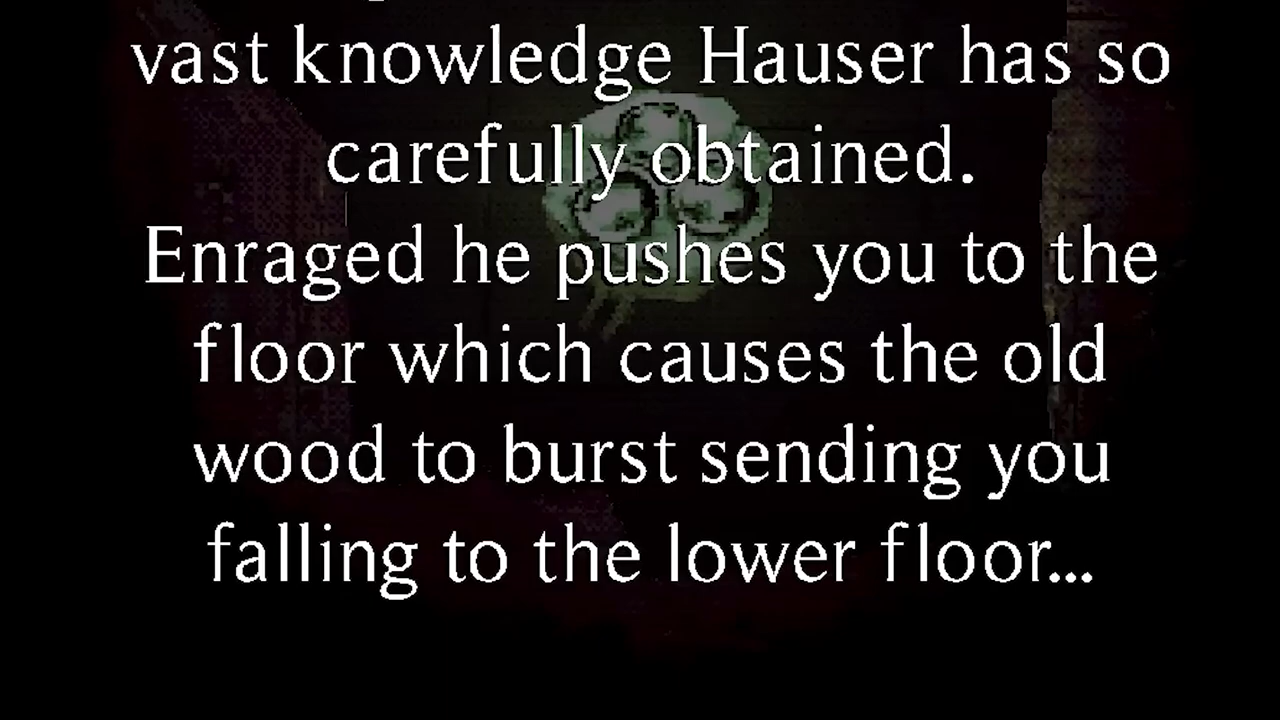 vast knowledge Hauser has so
carefully obtained.
Enraged he pushes you to the
floor which causes the old
wood to burst sending you
falling to the lower floor...